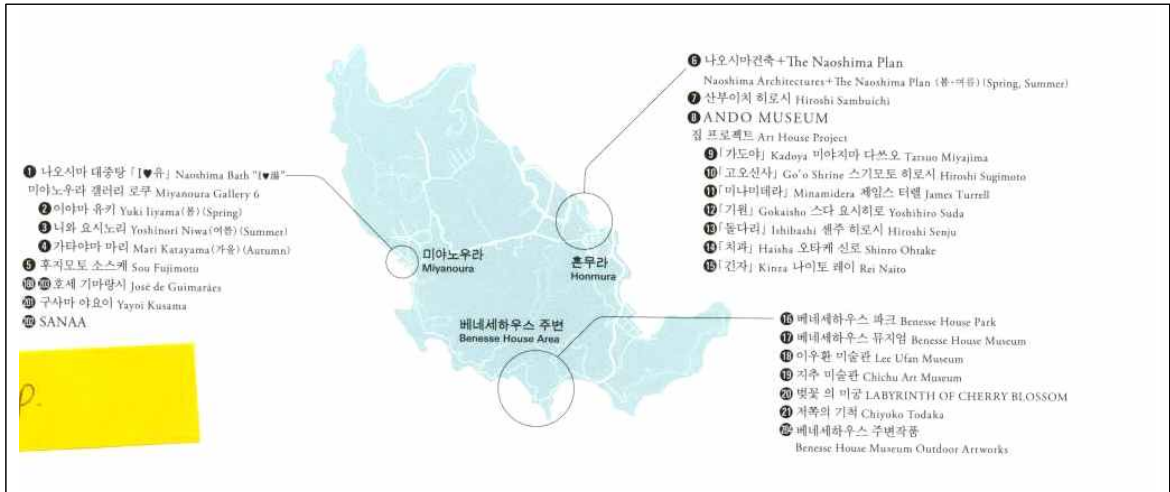 ❶ 나오시마 대중탕 「I♥유」 Naoshima Bath "I♥湯"
미야노우라 갤러리 로쿠 Miyanoura Gallery 6
❷ 이이야마 유키 Yuki Iiyama (봄) (Spring)
❸ 니와 요시노리 Yoshinori Niwa (여름) (Summer)
❹ 가타야마 마리 Mari Katayama (가을) (Autumn)
❺ 후지모토 소스케 Sou Fujimoto
호세 기마랑시 José de Guimarães
201 구사마 야요이 Yayoi Kusama
202 SANAA
미야노우라
Miyanoura
혼무라
Honmura
베네세하우스 주변
Benesse House Area
❻ 나오시마건축+The Naoshima Plan
Naoshima Architectures+The Naoshima Plan (봄·여름) (Spring, Summer)
❼ 산부이치 히로시 Hiroshi Sambuichi
❽ ANDO MUSEUM
집 프로젝트 Art House Project
❾ 「가도야」 Kadoya 미야지마 다쓰오 Tatsuo Miyajima
❿ 「고오신사」 Go'o Shrine 스기모토 히로시 Hiroshi Sugimoto
⓫ 「미나미데라」 Minamidera 제임스 터렐 James Turrell
⓬ 「기원」 Gokaisho 스다 요시히로 Yoshihiro Suda
⓭ 「돌다리」 Ishibashi 센주 히로시 Hiroshi Senju
⓮ 「치과」 Haisha 오타케 신로 Shinro Ohtake
⓯ 「긴자」 Kinza 나이토 레이 Rei Naito
⓰ 베네세하우스 파크 Benesse House Park
⓱ 베네세하우스 뮤지엄 Benesse House Museum
⓲ 이우환 미술관 Lee Ufan Museum
⓳ 지추 미술관 Chichu Art Museum
⓴ 벚꽃 의 미궁 LABYRINTH OF CHERRY BLOSSOM
21 저쪽의 기척 Chiyoko Todaka
204 베네세하우스 주변작품
Benesse House Museum Outdoor Artworks